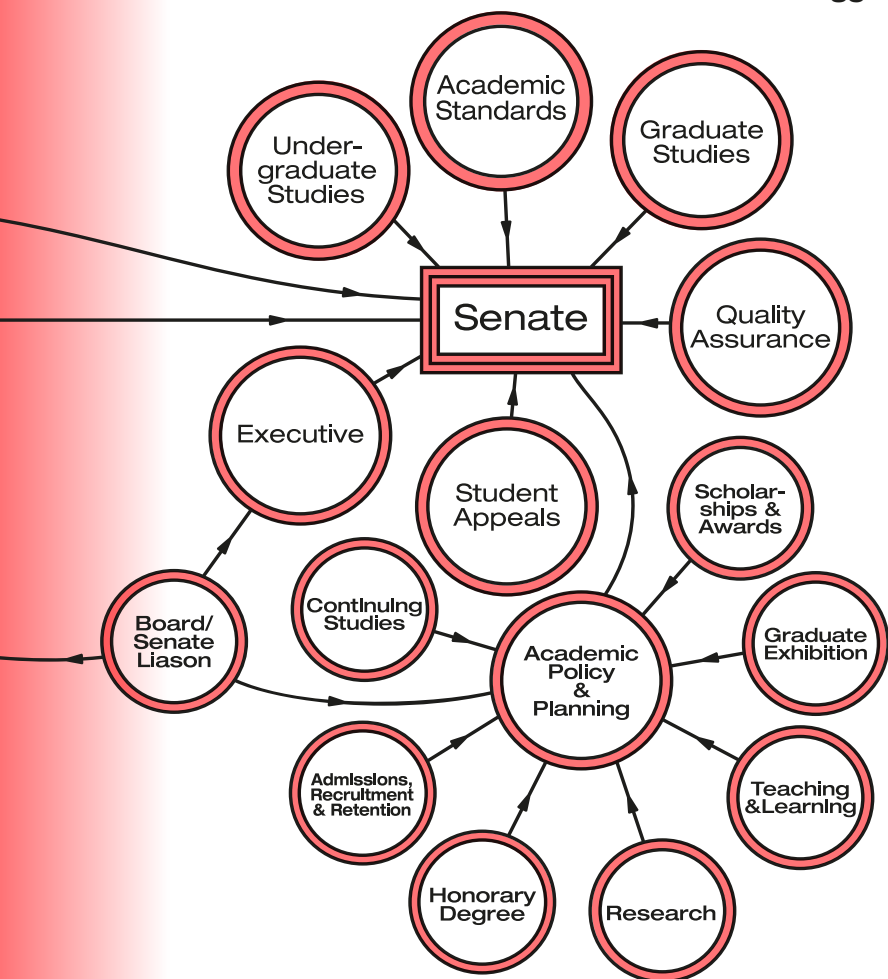 Academic
Standards
Graduate
Studies
Under-
graduate
Studies
Senate
Quality
Assurance
Executive
Student
Appeals
Scholar-
ships &
Awards
Continuing
Studies
Board/
Senate
Liason
Academic
Policy
&
Planning
Graduate
Exhibition
Admissions,
Recruitment
& Retention
Teaching
&Learning
Honorary
Degree
Research